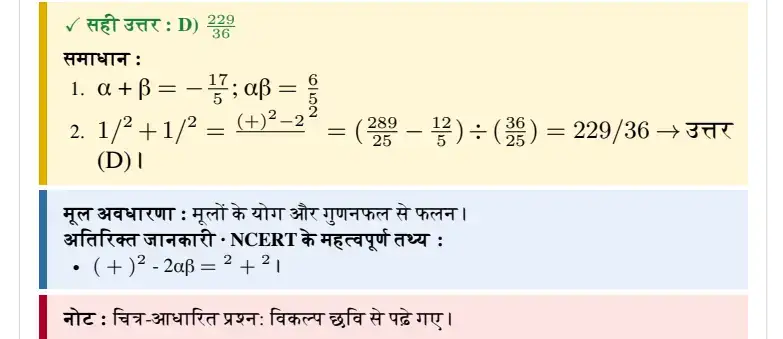 ✓ सही उत्तर : D) 229/36
समाधान :
1. α + β = −17/5; αβ = 6/5
2. 1/² + 1/² = (+)²−2 / ² = (289/25 − 12/5) ÷ (36/25) = 229/36 → उत्तर
(D)।
मूल अवधारणा : मूलों के योग और गुणनफल से फलन।
अतिरिक्त जानकारी · NCERT के महत्वपूर्ण तथ्य :
• ( + )² - 2αβ = ² + ²।
नोट : चित्र-आधारित प्रश्नः विकल्प छवि से पढ़े गए।